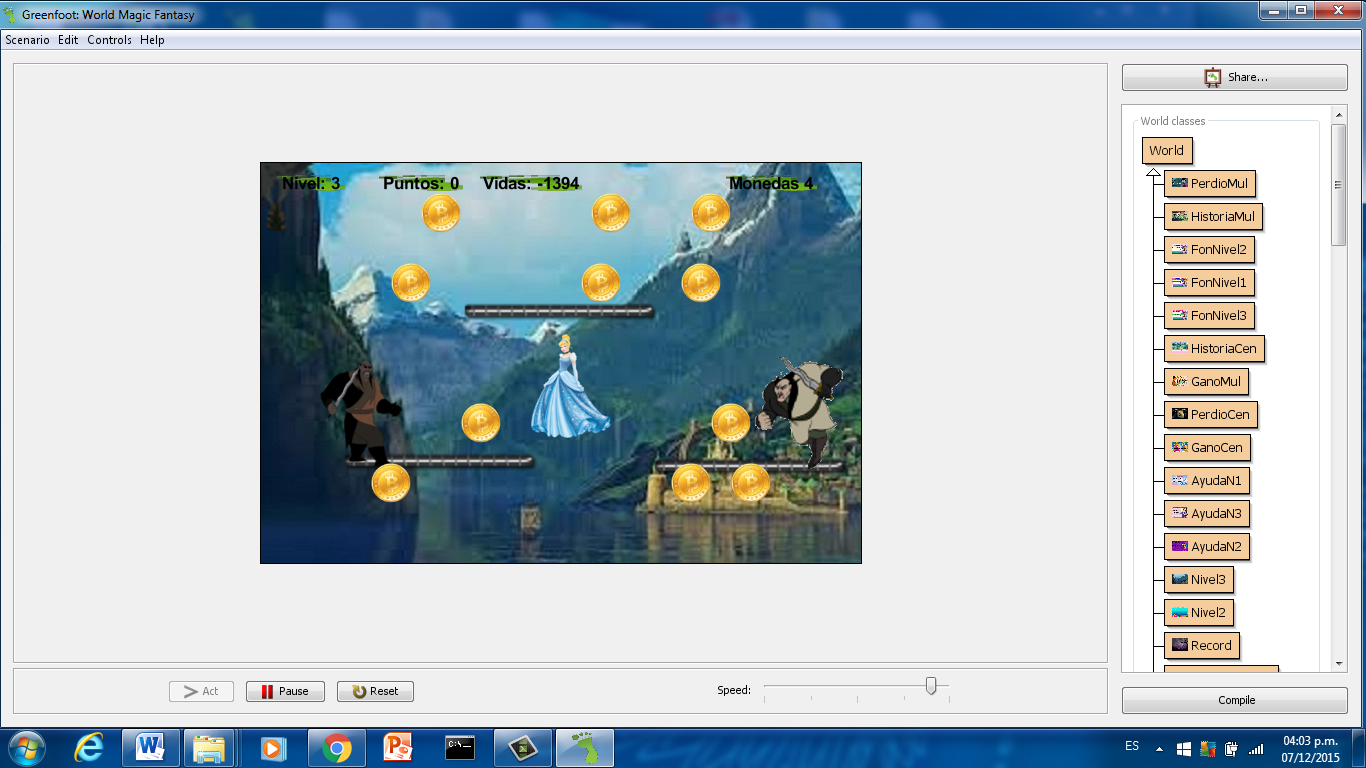 Greenfoot: World Magic Fantasy
Scenario Edit Controls Help
Share...
World classes
World
PerdioMul
HistoriaMul
FonNivel2
FonNivel1
FonNivel3
HistoriaCen
GanoMul
PerdioCen
GanoCen
AyudaN1
AyudaN3
AyudaN2
Nivel3
Nivel2
Record
Compile
Nivel: 3 Puntos: 0 Vidas: -1394 Monedas 4
Act Pause Reset Speed:
ES 04:03 p.m.
07/12/2015